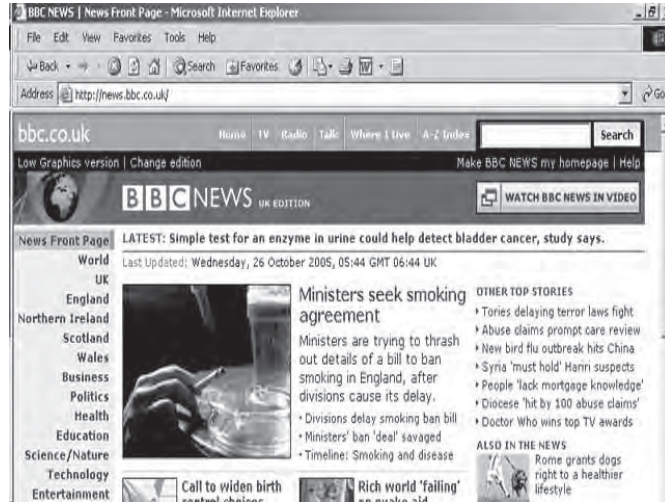 BBC NEWS | News Front Page - Microsoft Internet Explorer
File Edit View Favorites Tools Help
Back Search Favorites
Address http://news.bbc.co.uk/ Go
bbc.co.uk Home TV Radio Talk Where I Live A-Z Index Search
Low Graphics version | Change edition Make BBC NEWS my homepage | Help
BBC NEWS UK EDITION WATCH BBC NEWS IN VIDEO
News Front Page
World
UK
England
Northern Ireland
Scotland
Wales
Business
Politics
Health
Education
Science/Nature
Technology
Entertainment
LATEST: Simple test for an enzyme in urine could help detect bladder cancer, study says.
Last Updated: Wednesday, 26 October 2005, 05:44 GMT 06:44 UK
Ministers seek smoking
agreement
Ministers are trying to thrash
out details of a bill to ban
smoking in England, after
divisions cause its delay.
· Divisions delay smoking ban bill
· Ministers' ban 'deal' savaged
· Timeline: Smoking and disease
Call to widen birth
control choices
Rich world 'failing'
on quake aid
OTHER TOP STORIES
Tories delaying terror laws fight
Abuse claims prompt care review
New bird flu outbreak hits China
Syria 'must hold' Hariri suspects
People 'lack mortgage knowledge'
Diocese 'hit by 100 abuse claims'
Doctor Who wins top TV awards
ALSO IN THE NEWS
Rome grants dogs
right to a healthier
lifestyle